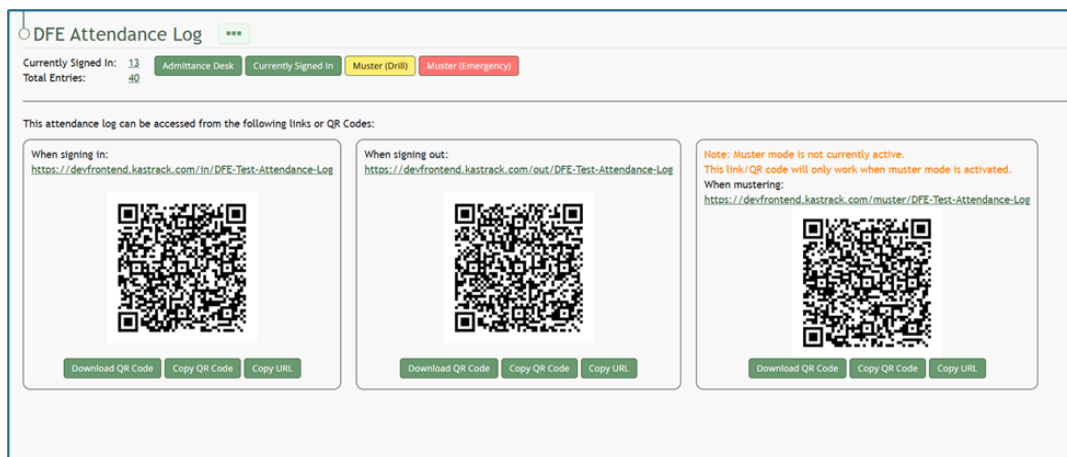 DFE Attendance Log
Currently Signed In: 13
Total Entries: 40
Admittance Desk
Currently Signed In
Muster (Drill)
Muster (Emergency)
This attendance log can be accessed from the following links or QR Codes:
When signing in:
https://devfrontend.kastrack.com/in/DFE-Test-Attendance-Log
Download QR Code
Copy QR Code
Copy URL
When signing out:
https://devfrontend.kastrack.com/out/DFE-Test-Attendance-Log
Download QR Code
Copy QR Code
Copy URL
Note: Muster mode is not currently active.
This link/QR code will only work when muster mode is activated.
When mustering:
https://devfrontend.kastrack.com/muster/DFE-Test-Attendance-Log
Download QR Code
Copy QR Code
Copy URL